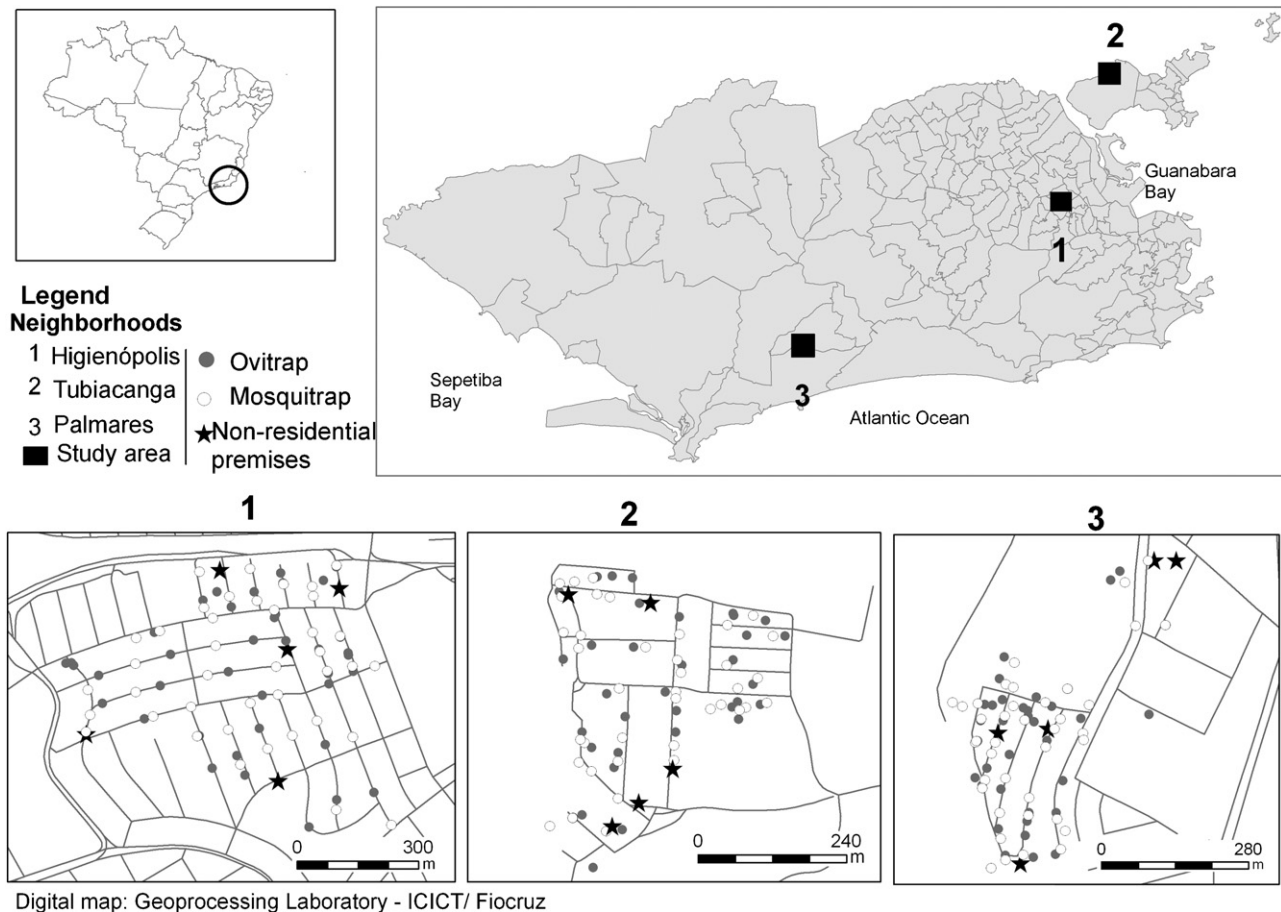 2
Guanabara
Bay
1
Sepetiba
Bay
3
Atlantic Ocean
Legend
Neighborhoods
1 Higienópolis
2 Tubiacanga
3 Palmares
Study area
Ovitrap
Mosquitrap
Non-residential
premises
1
2
3
0 300
m
0 240
m
0 280
m
Digital map: Geoprocessing Laboratory - ICICT/ Fiocruz